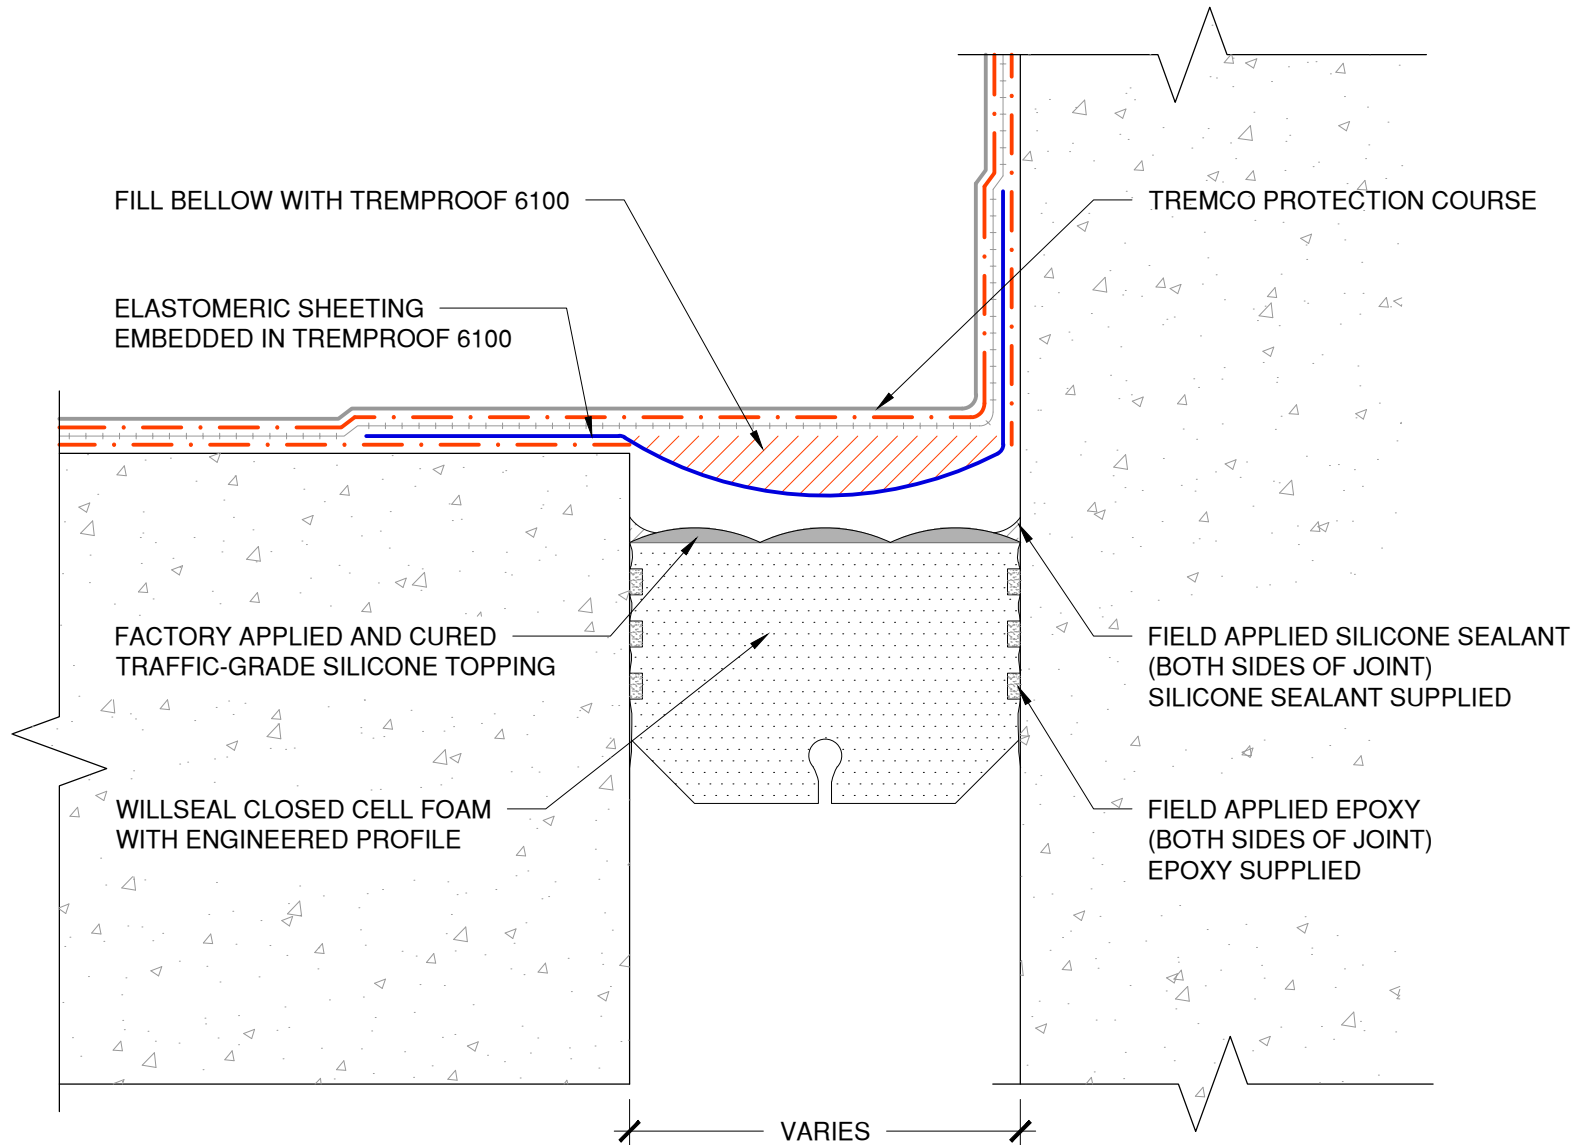 FILL BELLOW WITH TREMPROOF 6100
TREMCO PROTECTION COURSE
ELASTOMERIC SHEETING
EMBEDDED IN TREMPROOF 6100
FACTORY APPLIED AND CURED
TRAFFIC-GRADE SILICONE TOPPING
FIELD APPLIED SILICONE SEALANT
(BOTH SIDES OF JOINT)
SILICONE SEALANT SUPPLIED
WILLSEAL CLOSED CELL FOAM
WITH ENGINEERED PROFILE
FIELD APPLIED EPOXY
(BOTH SIDES OF JOINT)
EPOXY SUPPLIED
VARIES